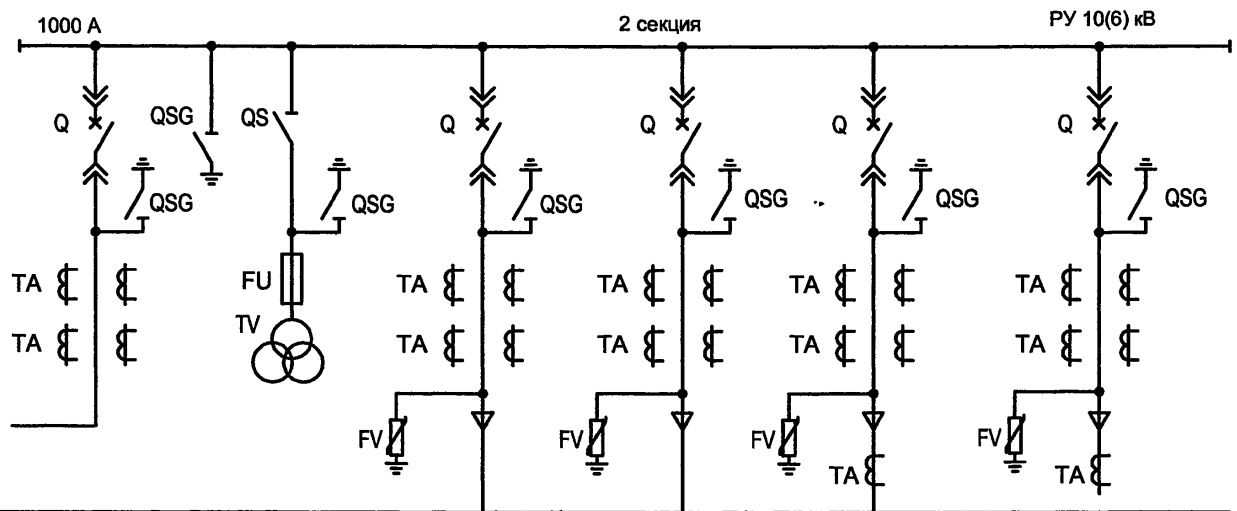 1000 А 2 секция РУ 10(6) кВ
Q QSG QS Q Q Q Q
QSG QSG QSG QSG QSG QSG
TA FU TA TA TA TA
TA TV TA TA TA TA
FV FV FV FV
TA TA